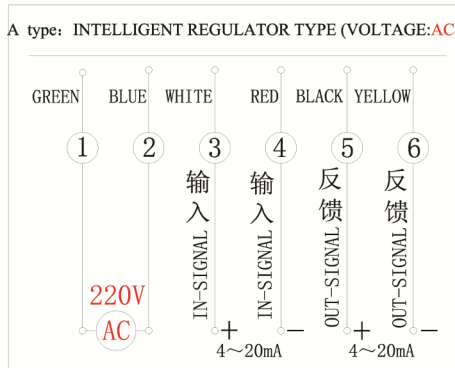 A type: INTELLIGENT REGULATOR TYPE (VOLTAGE:AC
GREEN BLUE WHITE RED BLACK YELLOW
1 2 3 4 5 6
输入 输入 反馈 反馈
IN-SIGNAL IN-SIGNAL OUT-SIGNAL OUT-SIGNAL
220V
AC + − + −
4～20mA 4～20mA